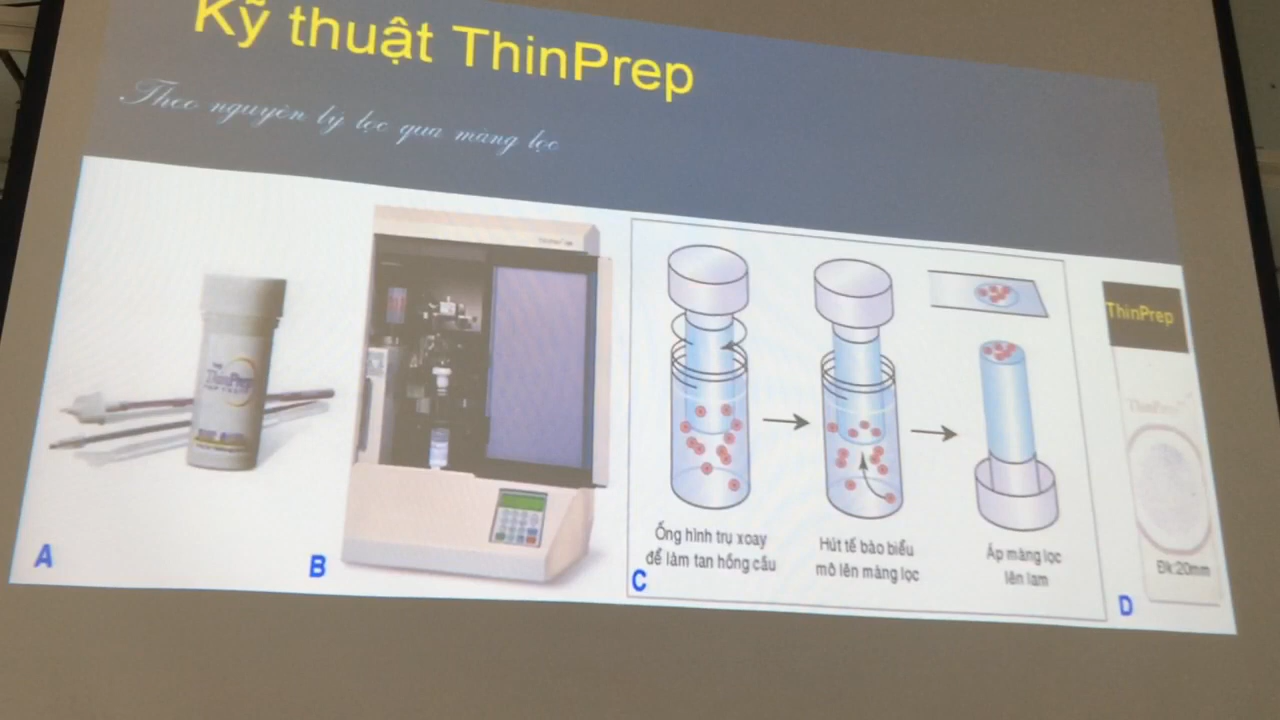 Kỹ thuật ThinPrep
Theo nguyên lý lọc qua màng lọc
ThinPrep
A
B
Ống hình trụ xoay
để làm tan hồng cầu
Hút tế bào biểu
mô lên màng lọc
Áp màng lọc
lên lam
C
ThinPrep
ThinPrep
Đk:20mm
D